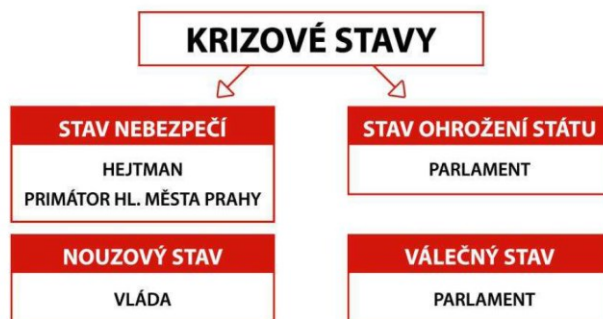 KRIZOVÉ STAVY
STAV NEBEZPEČÍ
HEJTMAN
PRIMÁTOR HL. MĚSTA PRAHY
STAV OHROŽENÍ STÁTU
PARLAMENT
NOUZOVÝ STAV
VLÁDA
VÁLEČNÝ STAV
PARLAMENT